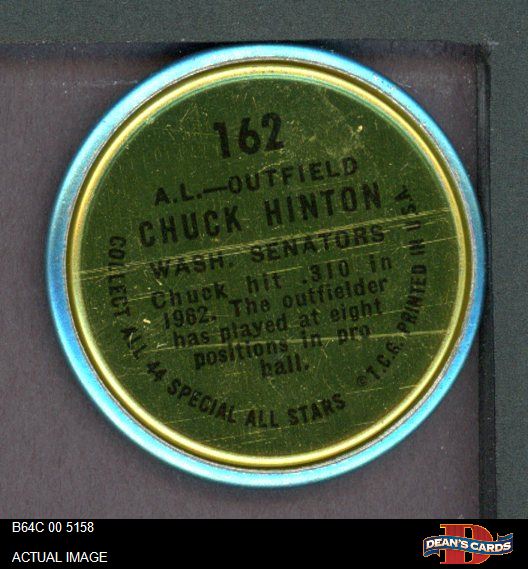 162
A.L.—OUTFIELD
CHUCK HINTON
WASH. SENATORS
Chuck hit .310 in
1962. The outfielder
has played at eight
positions in pro
ball.
COLLECT ALL 44 SPECIAL ALL STARS
©T.C.G. PRINTED IN USA
B64C 00 5158
ACTUAL IMAGE
D
DEAN'S CARDS